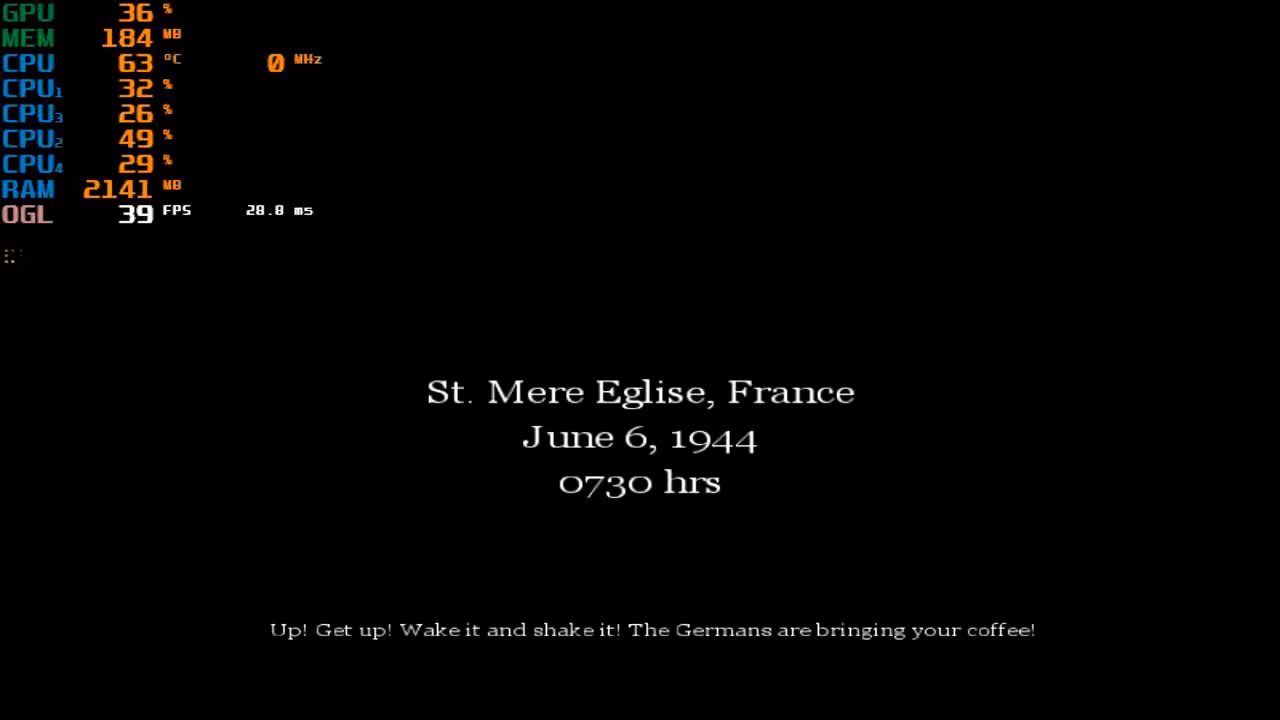 GPU 36 %
MEM 184 MB
CPU 63 °C 0 MHz
CPU1 32 %
CPU3 26 %
CPU2 49 %
CPU4 29 %
RAM 2141 MB
OGL 39 FPS 28.8 ms
St. Mere Eglise, France
June 6, 1944
0730 hrs
Up! Get up! Wake it and shake it! The Germans are bringing your coffee!